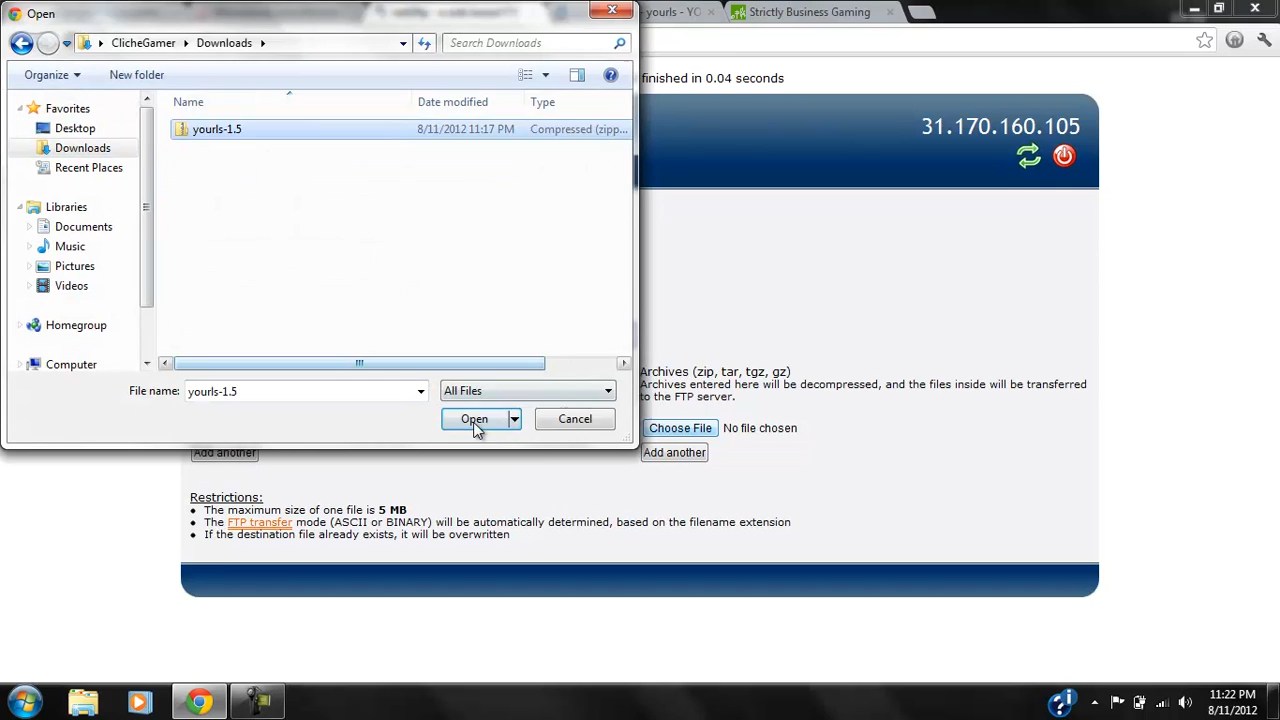 Open
yourls - YO
Strictly Business Gaming
ClicheGamer
Downloads
Search Downloads
finished in 0.04 seconds
Organize
New folder
Name
Date modified
Type
Favorites
Desktop
Downloads
Recent Places
yourls-1.5
8/11/2012 11:17 PM
Compressed (zipp...
31.170.160.105
Libraries
Documents
Music
Pictures
Videos
Homegroup
Computer
File name:
yourls-1.5
All Files
Open
Cancel
Archives (zip, tar, tgz, gz)
Archives entered here will be decompressed, and the files inside will be transferred
to the FTP server.
Choose File
No file chosen
Add another
Add another
Restrictions:
The maximum size of one file is 5 MB
The FTP transfer mode (ASCII or BINARY) will be automatically determined, based on the filename extension
If the destination file already exists, it will be overwritten
11:22 PM
8/11/2012